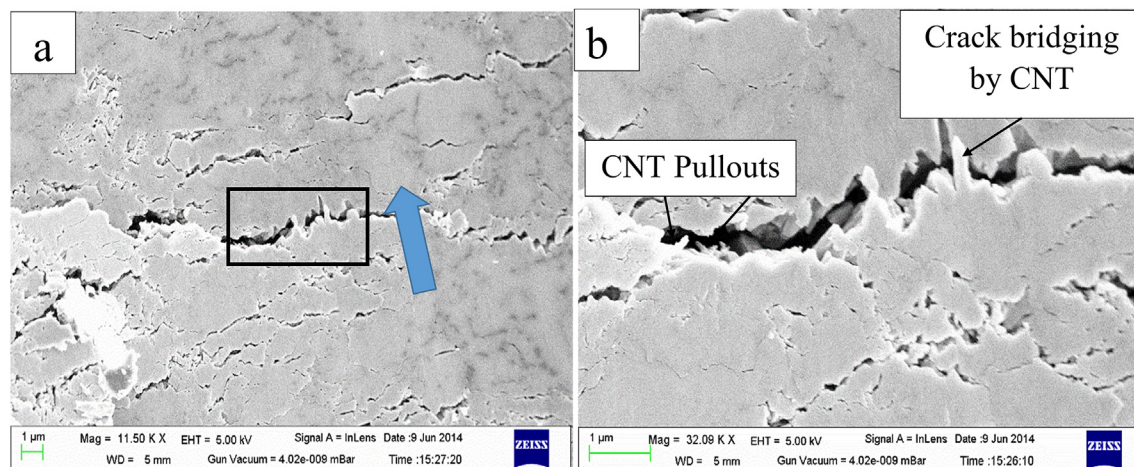 a
b
Crack bridging
by CNT
CNT Pullouts
1 µm
Mag = 11.50 K X
EHT = 5.00 kV
Signal A = InLens
Date :9 Jun 2014
WD = 5 mm
Gun Vacuum = 4.02e-009 mBar
Time :15:27:20
ZEISS
1 µm
Mag = 32.09 K X
EHT = 5.00 kV
Signal A = InLens
Date :9 Jun 2014
WD = 5 mm
Gun Vacuum = 4.02e-009 mBar
Time :15:26:10
ZEISS